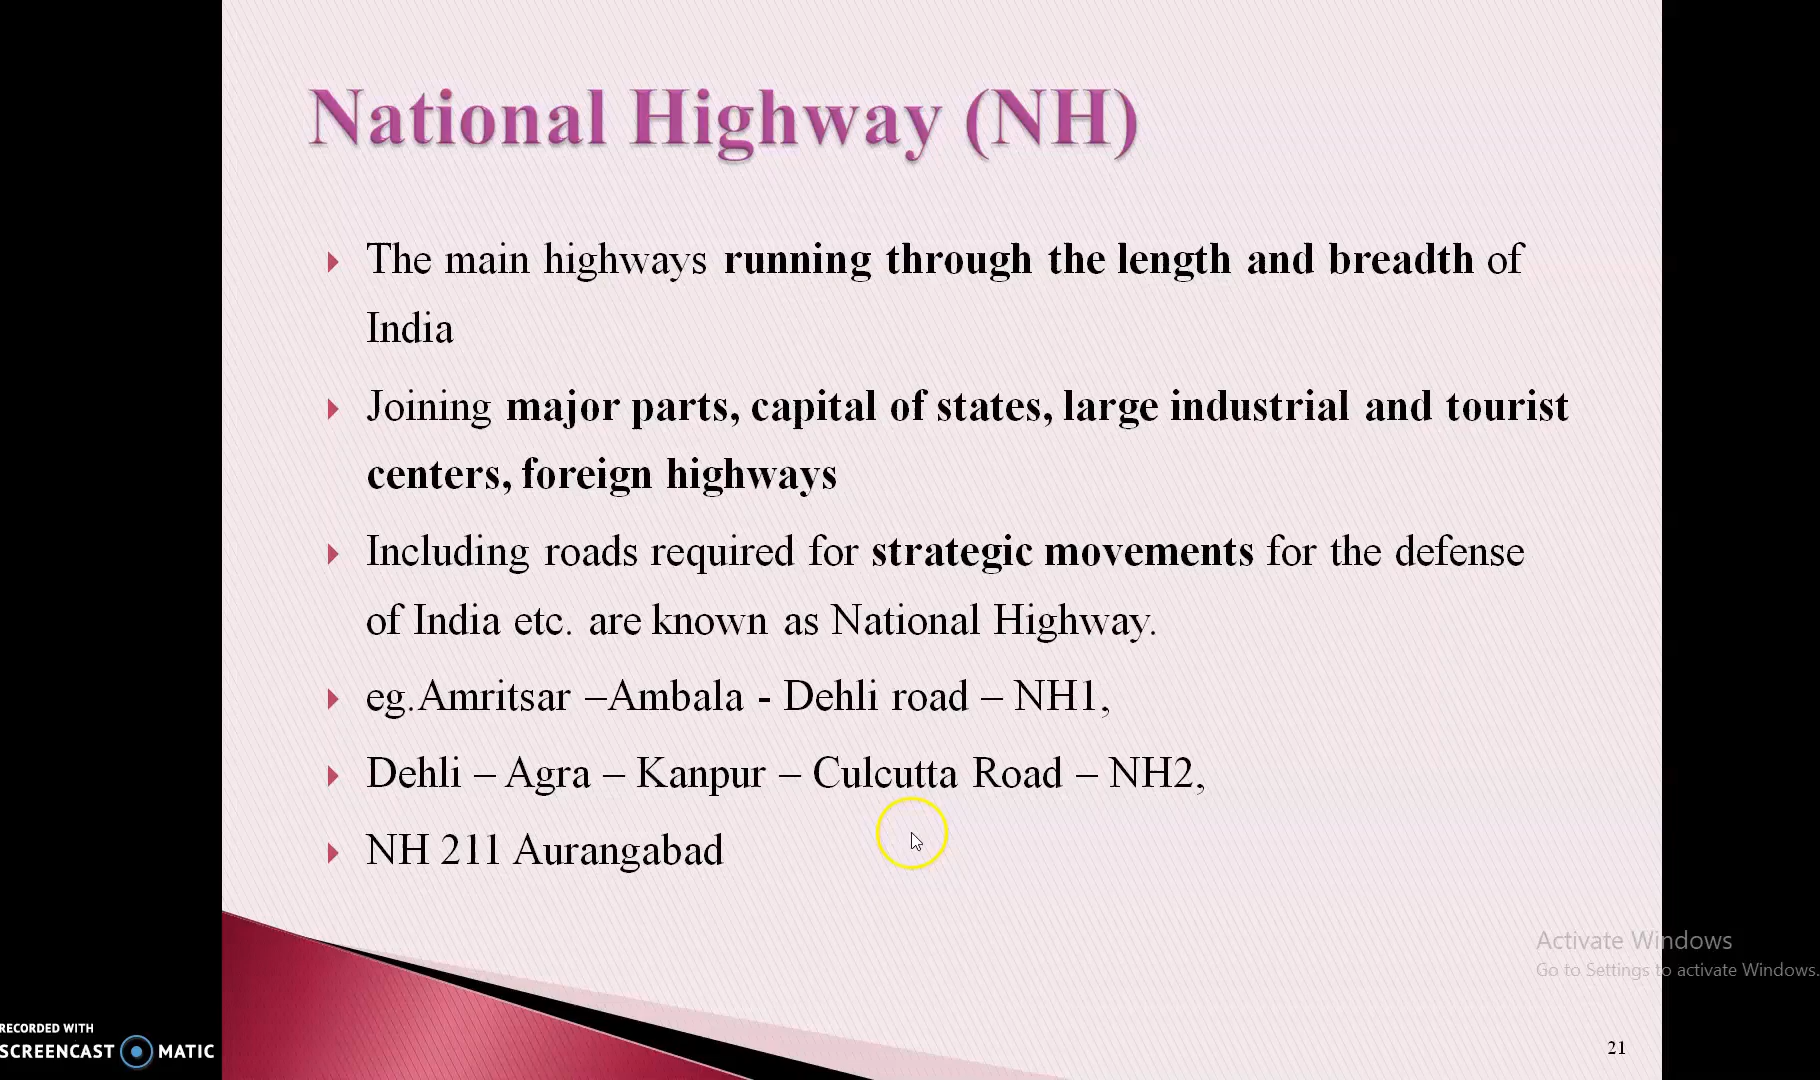 National Highway (NH)
The main highways running through the length and breadth of
India
Joining major parts, capital of states, large industrial and tourist
centers, foreign highways
Including roads required for strategic movements for the defense
of India etc. are known as National Highway.
eg.Amritsar –Ambala - Dehli road – NH1,
Dehli – Agra – Kanpur – Culcutta Road – NH2,
NH 211 Aurangabad
Activate Windows
Go to Settings to activate Windows.
RECORDED WITH
SCREENCAST MATIC
21